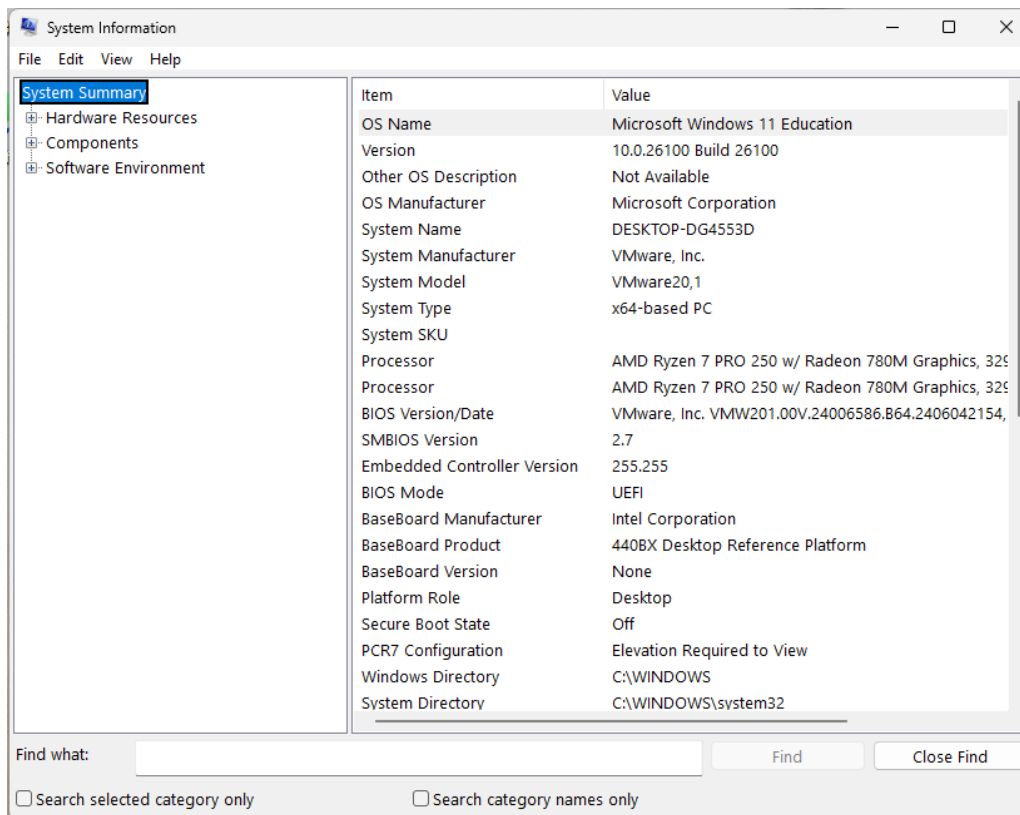 System Information
File Edit View Help
System Summary
Hardware Resources
Components
Software Environment
Item Value
OS Name Microsoft Windows 11 Education
Version 10.0.26100 Build 26100
Other OS Description Not Available
OS Manufacturer Microsoft Corporation
System Name DESKTOP-DG4553D
System Manufacturer VMware, Inc.
System Model VMware20,1
System Type x64-based PC
System SKU
Processor AMD Ryzen 7 PRO 250 w/ Radeon 780M Graphics, 329
Processor AMD Ryzen 7 PRO 250 w/ Radeon 780M Graphics, 329
BIOS Version/Date VMware, Inc. VMW201.00V.24006586.B64.2406042154,
SMBIOS Version 2.7
Embedded Controller Version 255.255
BIOS Mode UEFI
BaseBoard Manufacturer Intel Corporation
BaseBoard Product 440BX Desktop Reference Platform
BaseBoard Version None
Platform Role Desktop
Secure Boot State Off
PCR7 Configuration Elevation Required to View
Windows Directory C:\WINDOWS
System Directory C:\WINDOWS\system32
Find what: Find Close Find
Search selected category only Search category names only